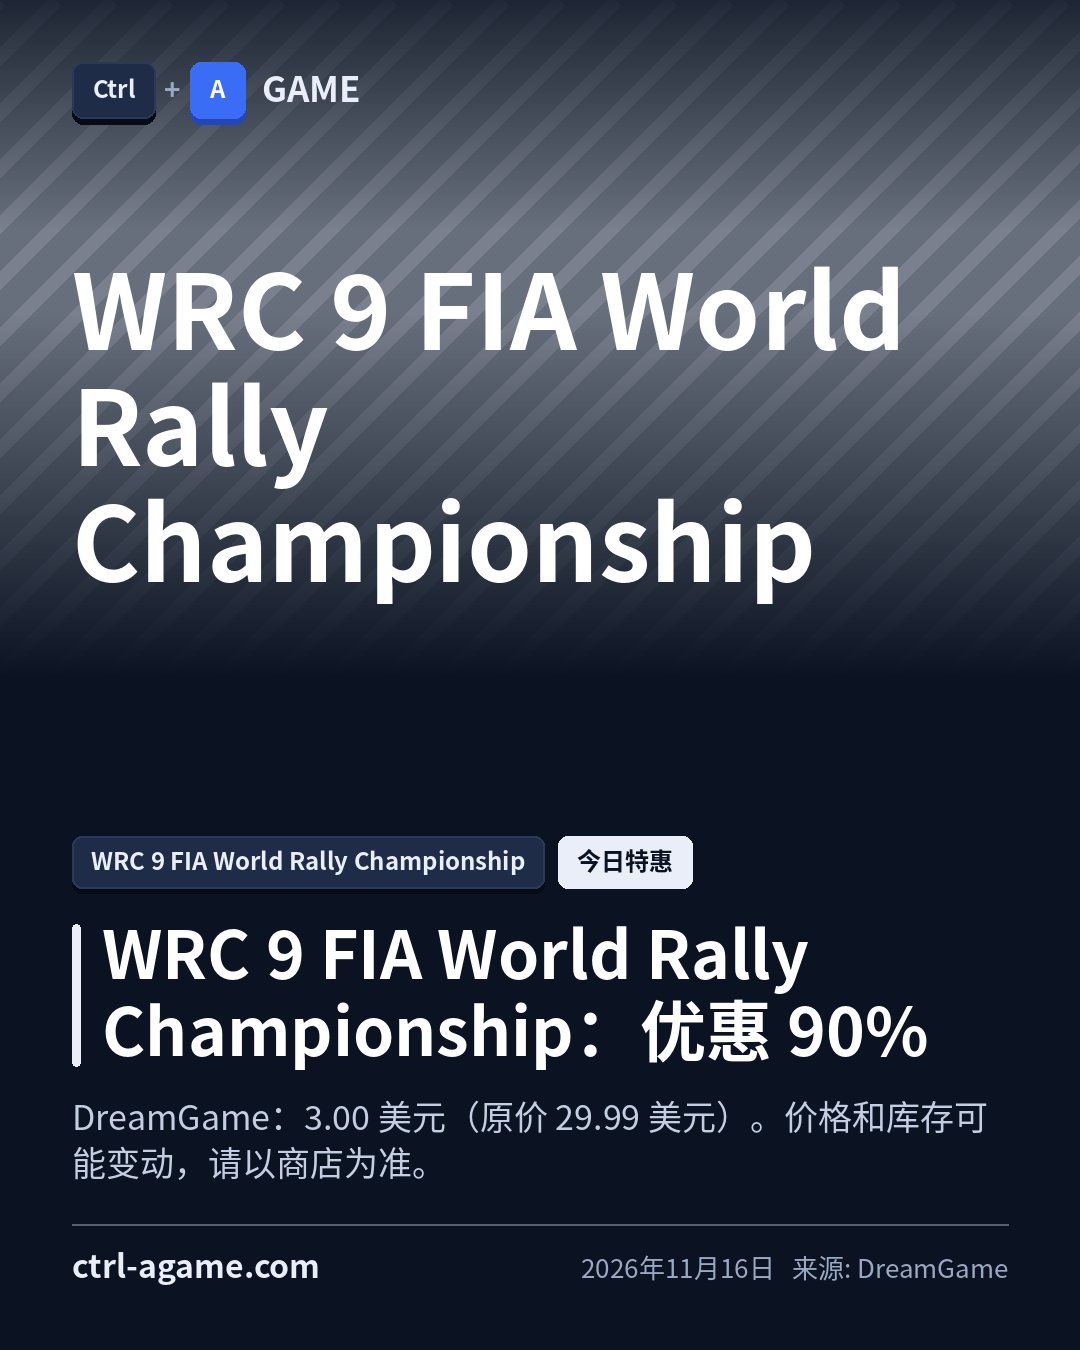 Ctrl + A GAME
WRC 9 FIA World
Rally
Championship
WRC 9 FIA World Rally Championship 今日特惠
WRC 9 FIA World Rally
Championship：优惠 90%
DreamGame：3.00 美元（原价 29.99 美元）。价格和库存可
能变动，请以商店为准。
ctrl-agame.com 2026年11月16日 来源: DreamGame